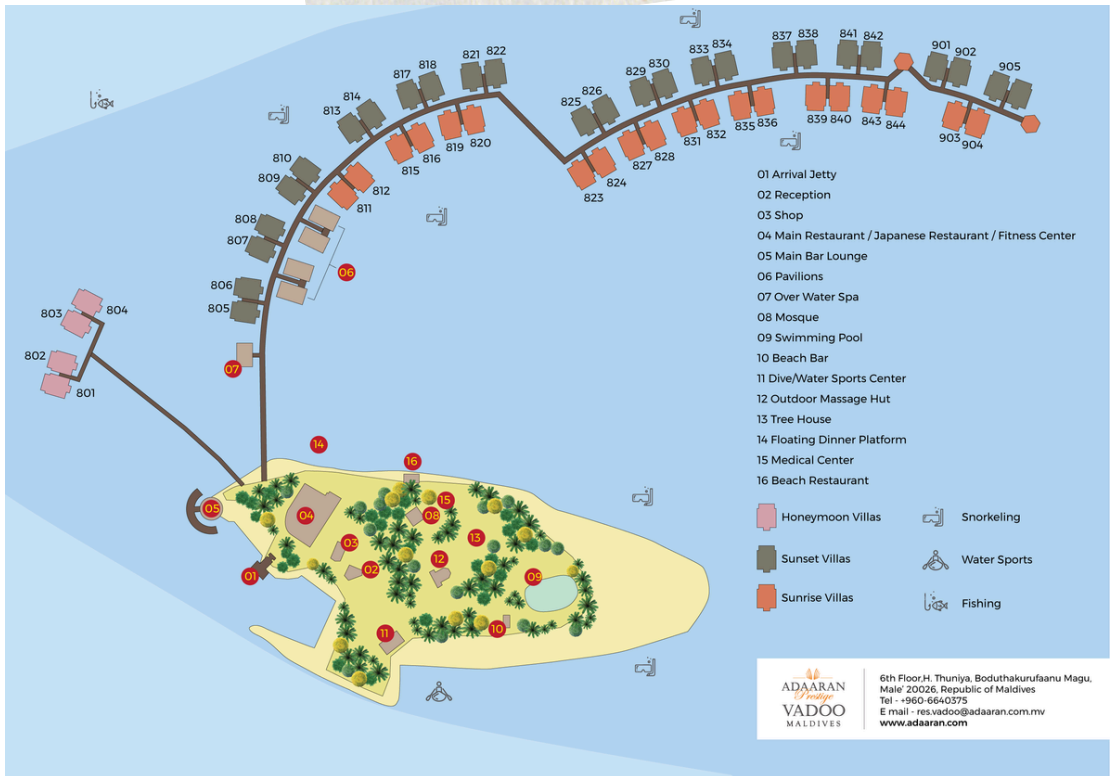 837 838
841 842
833 834
821 822
901 902
829 830
905
817 818
825 826
813 814
839 840
843 844
835 836
903 904
831 832
819 820
815 816
827 828
823 824
810
809
812
811
808
807
06
806
805
803 804
802
801
07
14
16
15
05
04
08
13
03
12
02
01
09
10
11
01 Arrival Jetty
02 Reception
03 Shop
04 Main Restaurant / Japanese Restaurant / Fitness Center
05 Main Bar Lounge
06 Pavilions
07 Over Water Spa
08 Mosque
09 Swimming Pool
10 Beach Bar
11 Dive/Water Sports Center
12 Outdoor Massage Hut
13 Tree House
14 Floating Dinner Platform
15 Medical Center
16 Beach Restaurant
Honeymoon Villas
Sunset Villas
Sunrise Villas
Snorkeling
Water Sports
Fishing
ADAARAN
Prestige
VADOO
MALDIVES
6th Floor,H. Thuniya, Boduthakurufaanu Magu,
Male' 20026, Republic of Maldives
Tel - +960-6640375
E mail - res.vadoo@adaaran.com.mv
www.adaaran.com